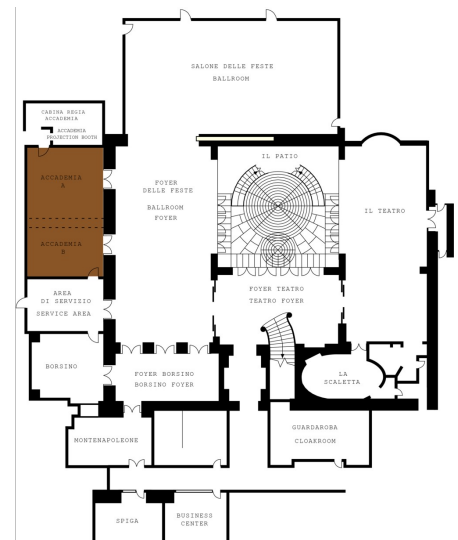 SALONE DELLE FESTE
BALLROOM
CABINA REGIA
ACCADEMIA
ACCADEMIA
PROJECTION BOOTH
IL PATIO
ACCADEMIA
A
FOYER
DELLE FESTE
BALLROOM
FOYER
IL TEATRO
ACCADEMIA
B
AREA
DI SERVIZIO
SERVICE AREA
FOYER TEATRO
TEATRO FOYER
BORSINO
FOYER BORSINO
BORSINO FOYER
LA
SCALETTA
MONTENAPOLEONE
GUARDAROBA
CLOAKROOM
SPIGA
BUSINESS
CENTER